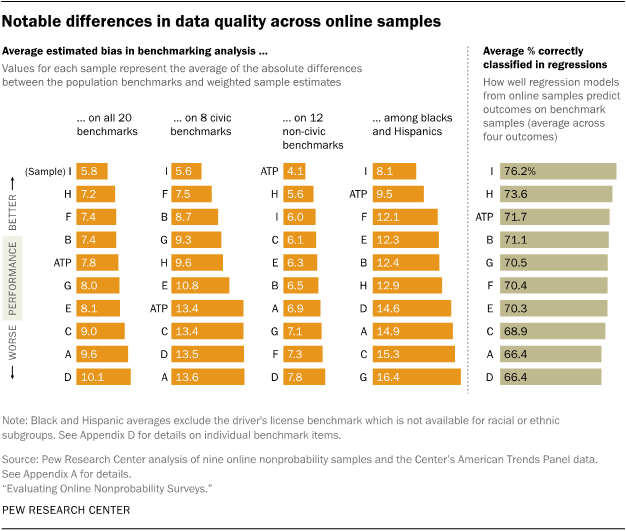 Notable differences in data quality across online samples
Average estimated bias in benchmarking analysis ...
Values for each sample represent the average of the absolute differences
between the population benchmarks and weighted sample estimates
... on all 20
benchmarks
... on 8 civic
benchmarks
... on 12
non-civic
benchmarks
... among blacks
and Hispanics
Average % correctly
classified in regressions
How well regression models
from online samples predict
outcomes on benchmark
samples (average across
four outcomes)
BETTER
PERFORMANCE
WORSE
(Sample) I 5.8 I 5.6 ATP 4.1 I 8.1 I 76.2%
H 7.2 F 7.5 H 5.6 ATP 9.5 H 73.6
F 7.4 B 8.7 I 6.0 F 12.1 ATP 71.7
B 7.4 G 9.3 C 6.1 E 12.3 B 71.1
ATP 7.8 H 9.6 E 6.3 B 12.4 G 70.5
G 8.0 E 10.8 B 6.5 H 12.9 F 70.4
E 8.1 ATP 13.4 A 6.9 D 14.6 E 70.3
C 9.0 C 13.4 G 7.1 A 14.9 C 68.9
A 9.6 D 13.5 F 7.3 C 15.3 A 66.4
D 10.1 A 13.6 D 7.8 G 16.4 D 66.4
Note: Black and Hispanic averages exclude the driver's license benchmark which is not available for racial or ethnic
subgroups. See Appendix D for details on individual benchmark items.
Source: Pew Research Center analysis of nine online nonprobability samples and the Center's American Trends Panel data.
See Appendix A for details.
“Evaluating Online Nonprobability Surveys.”
PEW RESEARCH CENTER